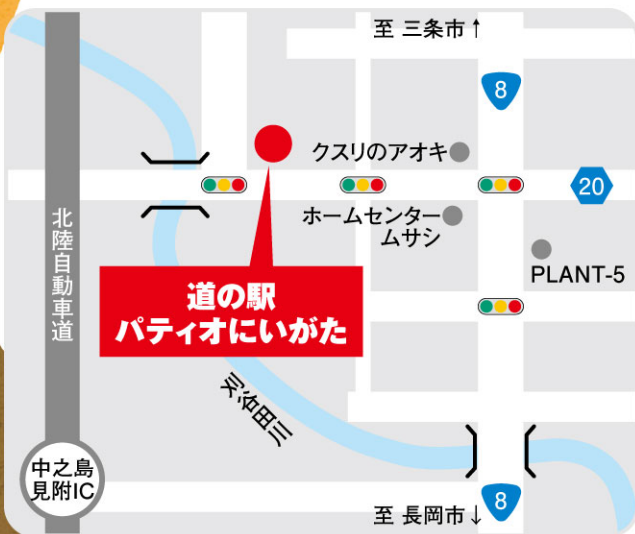 至 三条市↑
8
クスリのアオキ
20
ホームセンター
ムサシ
PLANT-5
北陸自動車道
道の駅
パティオにいがた
刈谷田川
中之島
見附IC
至 長岡市↓
8